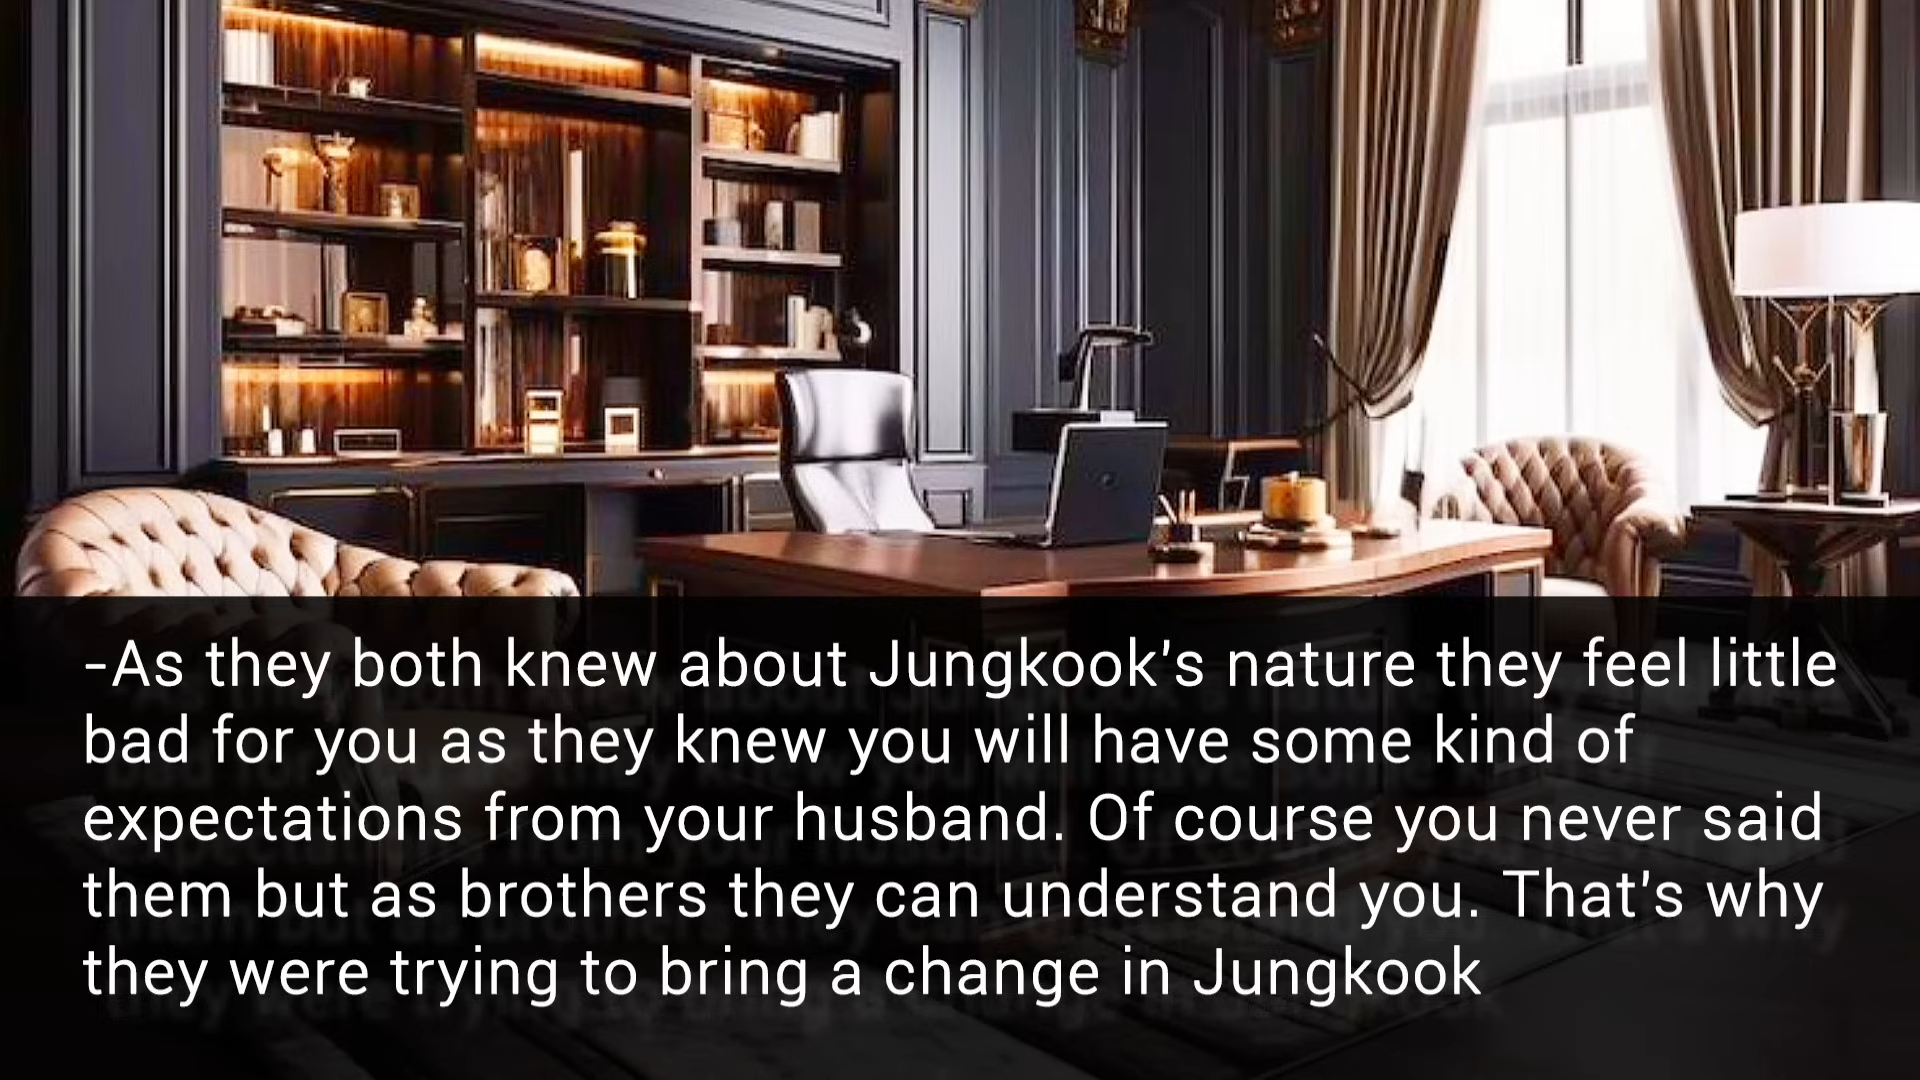 -As they both knew about Jungkook's nature they feel little
bad for you as they knew you will have some kind of
expectations from your husband. Of course you never said
them but as brothers they can understand you. That's why
they were trying to bring a change in Jungkook